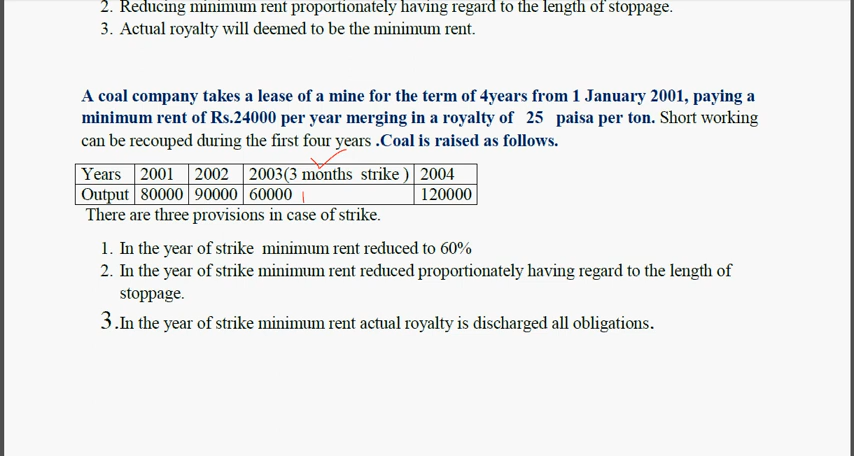 2. Reducing minimum rent proportionately having regard to the length of stoppage.
3. Actual royalty will deemed to be the minimum rent.
A coal company takes a lease of a mine for the term of 4years from 1 January 2001, paying a
minimum rent of Rs.24000 per year merging in a royalty of 25 paisa per ton. Short working
can be recouped during the first four years .Coal is raised as follows.
Years 2001 2002 2003(3 months strike ) 2004
Output 80000 90000 60000 120000
There are three provisions in case of strike.
1. In the year of strike minimum rent reduced to 60%
2. In the year of strike minimum rent reduced proportionately having regard to the length of
stoppage.
3.In the year of strike minimum rent actual royalty is discharged all obligations.